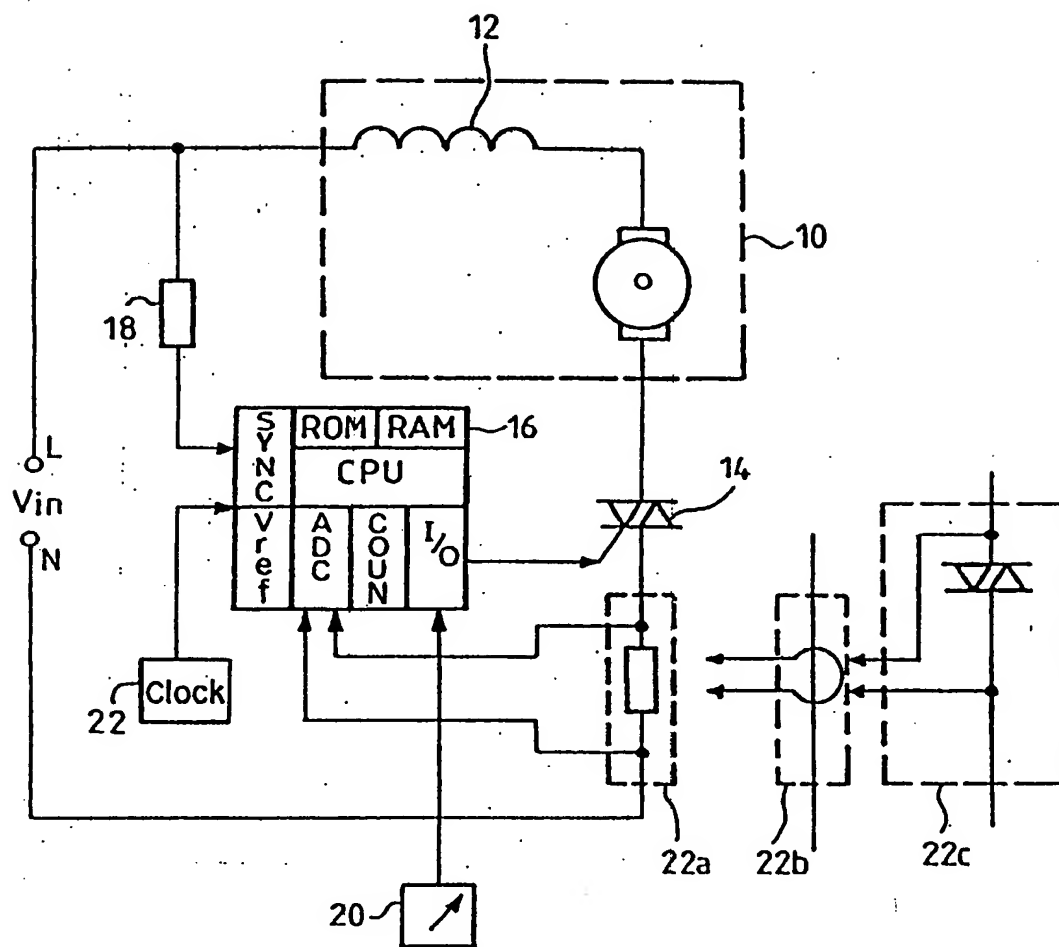 12
10
18
L
Vin
N
SYNC
ROM
RAM
16
CPU
Vref
ADC
COUN
I/O
14
22
Clock
20
22a
22b
22c